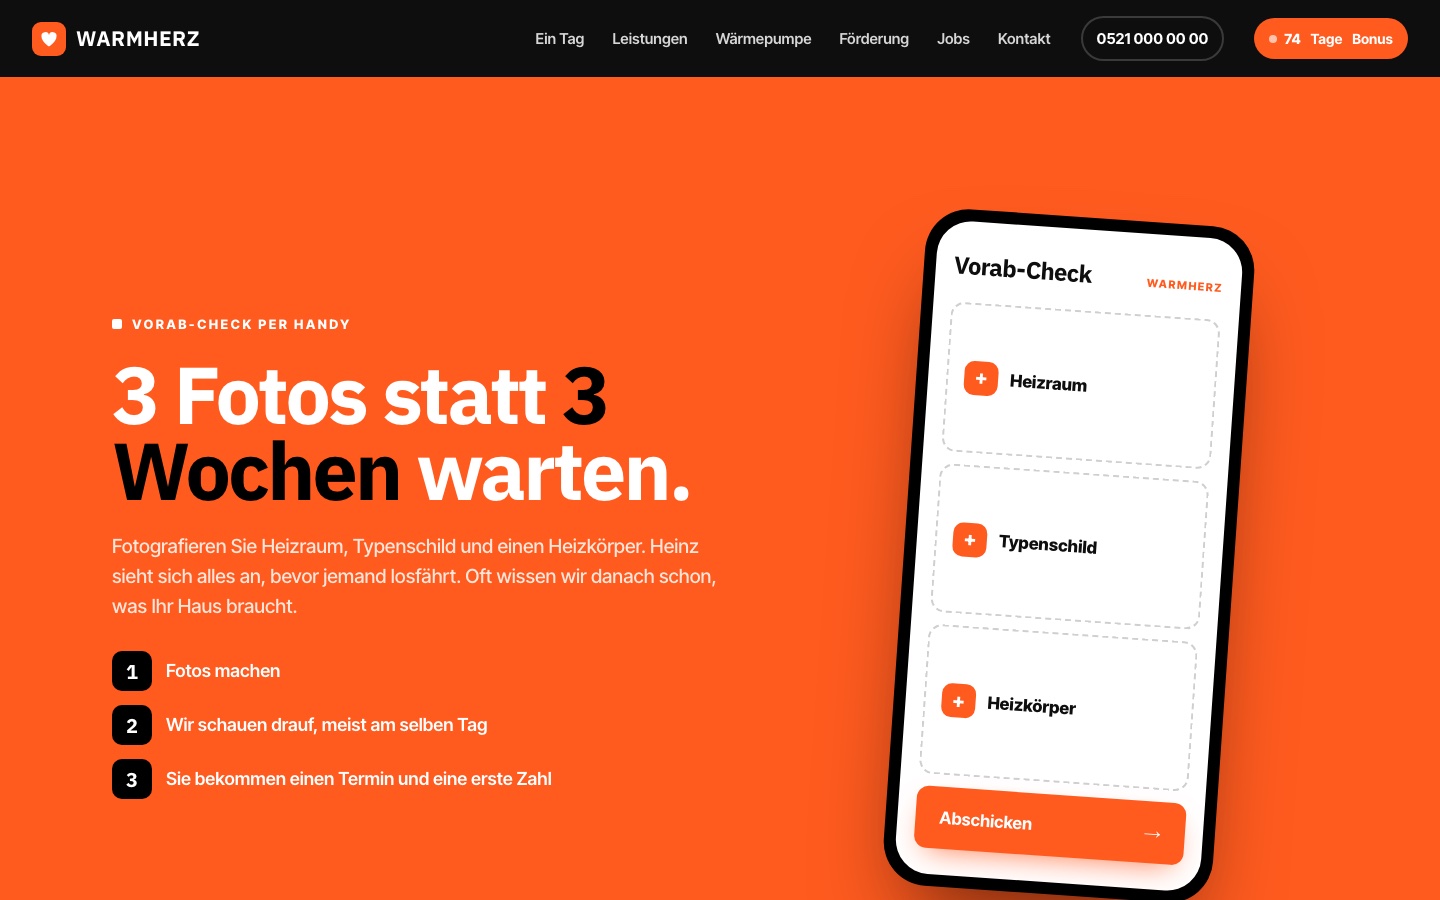 WARMHERZ
Ein Tag
Leistungen
Wärmepumpe
Förderung
Jobs
Kontakt
0521 000 00 00
74 Tage Bonus
VORAB-CHECK PER HANDY
3 Fotos statt 3
Wochen warten.
Fotografieren Sie Heizraum, Typenschild und einen Heizkörper. Heinz
sieht sich alles an, bevor jemand losfährt. Oft wissen wir danach schon,
was Ihr Haus braucht.
1 Fotos machen
2 Wir schauen drauf, meist am selben Tag
3 Sie bekommen einen Termin und eine erste Zahl
Vorab-Check
WARMHERZ
+ Heizraum
+ Typenschild
+ Heizkörper
Abschicken →